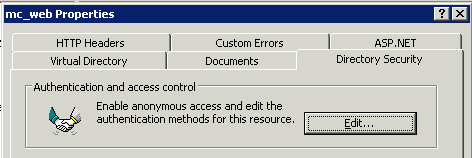 mc_web Properties
HTTP Headers
Custom Errors
ASP.NET
Virtual Directory
Documents
Directory Security
Authentication and access control
Enable anonymous access and edit the
authentication methods for this resource.
Edit...